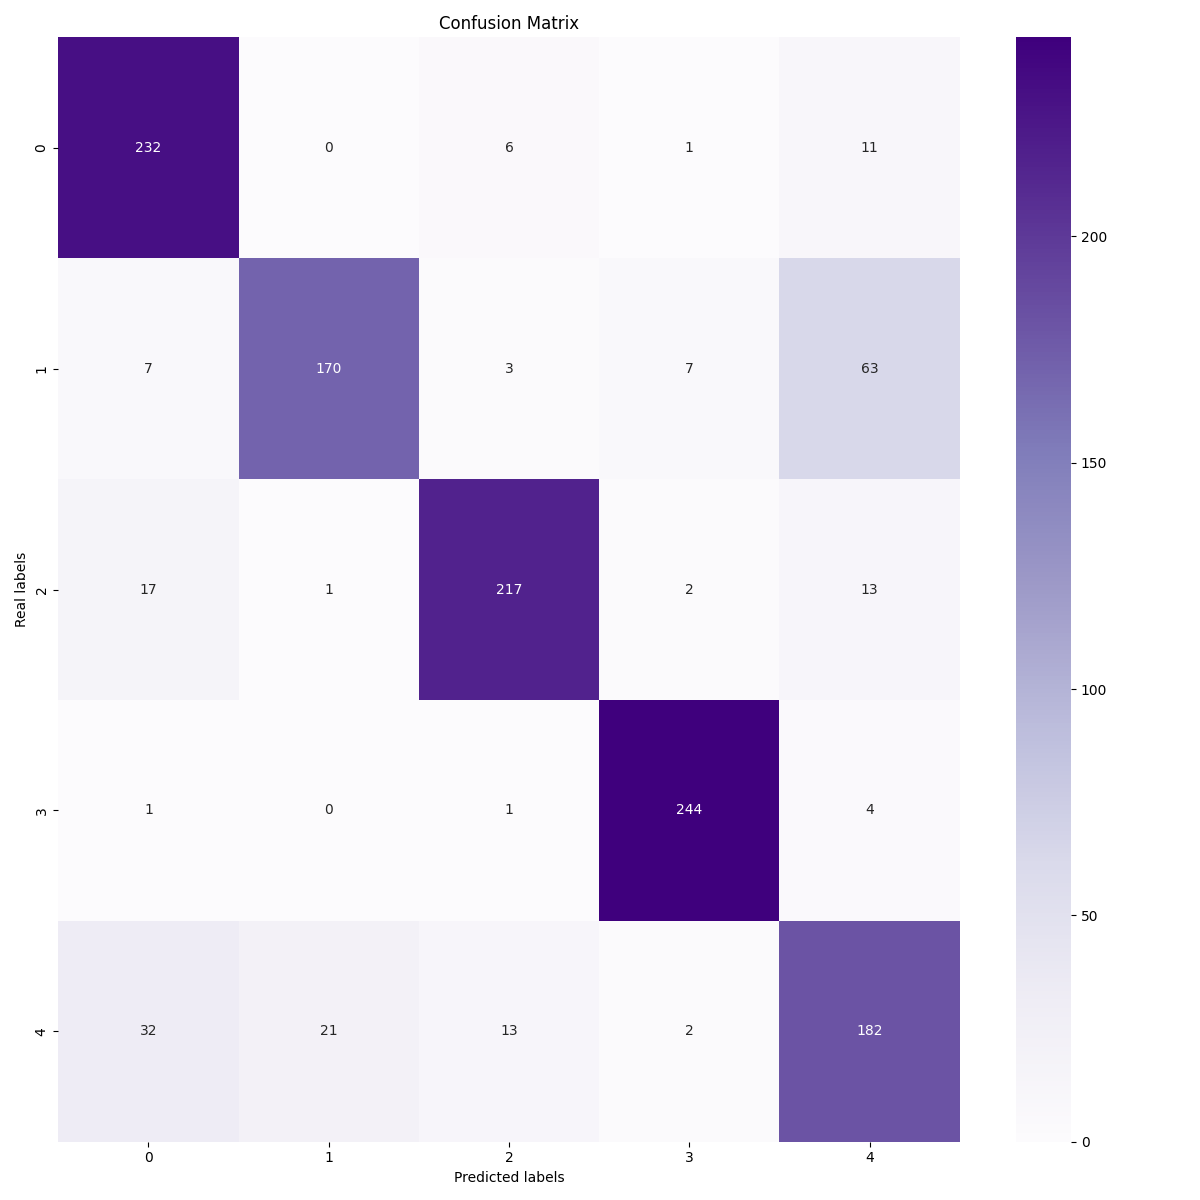 Confusion Matrix
0 232 0 6 1 11
1 7 170 3 7 63
2 17 1 217 2 13
3 1 0 1 244 4
4 32 21 13 2 182
0 1 2 3 4
Predicted labels
Real labels
200
150
100
50
0